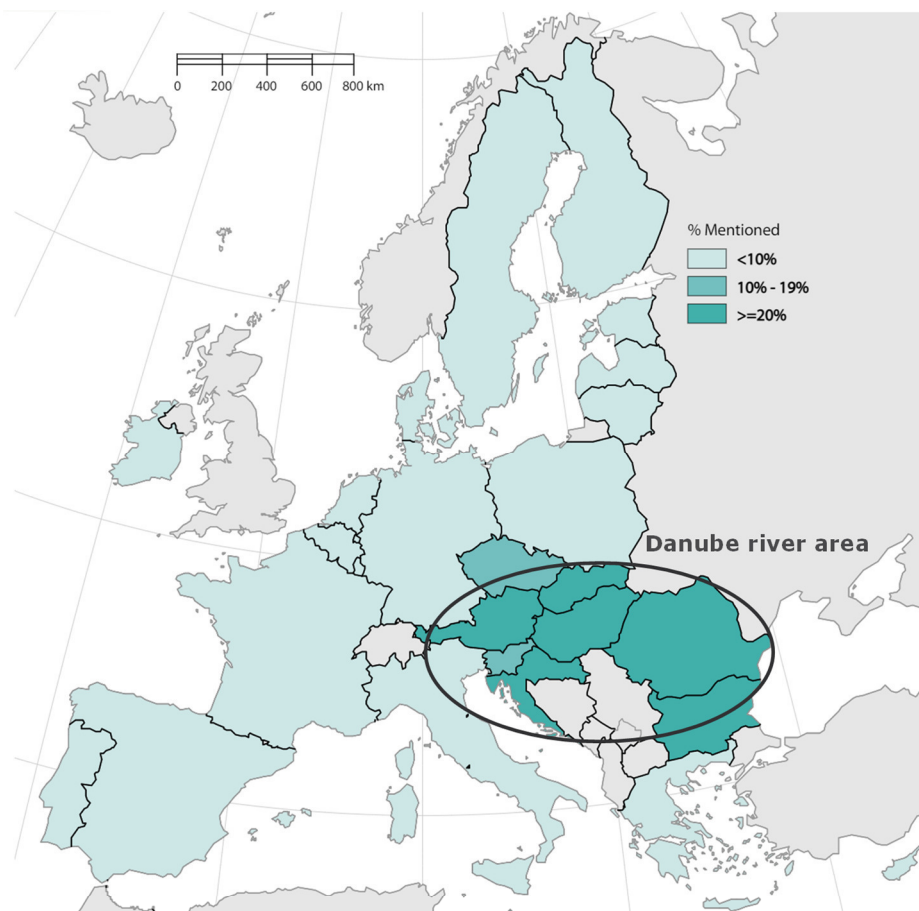 0 200 400 600 800 km
% Mentioned
<10%
10% - 19%
>=20%
Danube river area